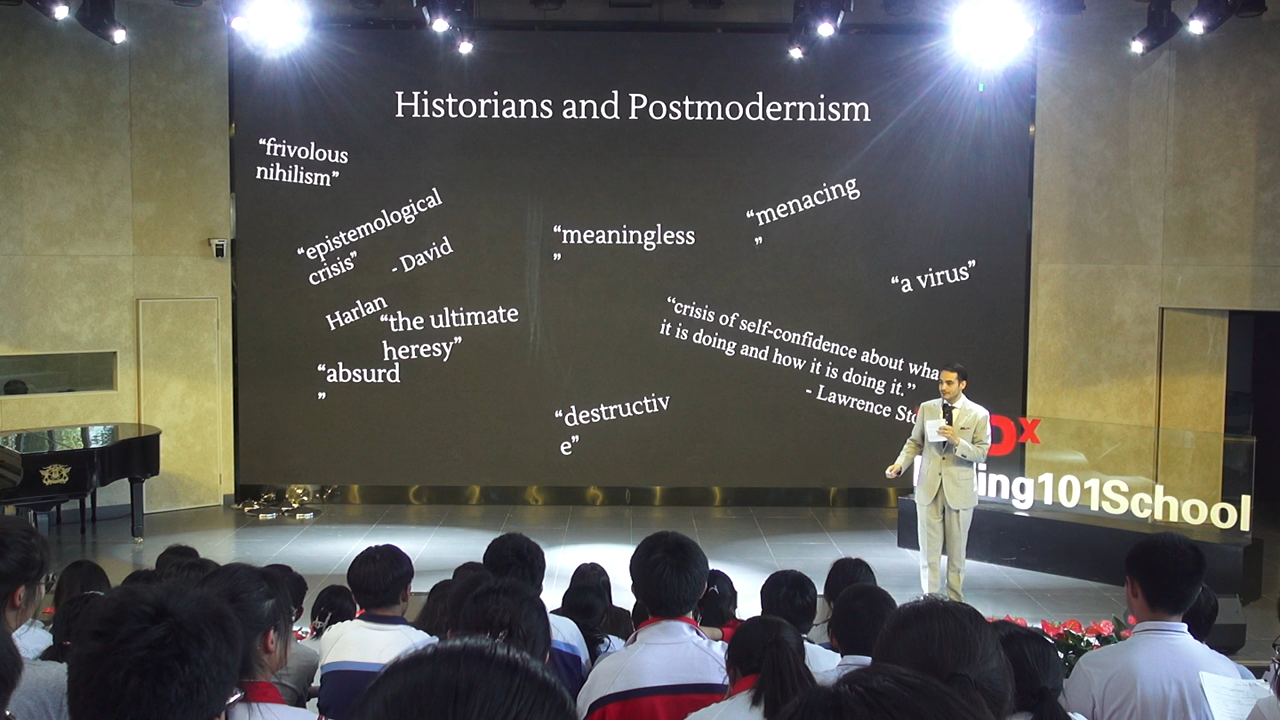 Historians and Postmodernism
“frivolous
nihilism”
“epistemological
crisis”
- David
Harlan
“the ultimate
heresy”
“absurd
”
“meaningless
”
“destructiv
e”
“menacing
”
“a virus”
“crisis of self-confidence about wha
it is doing and how it is doing it.”
- Lawrence
x
ing101School